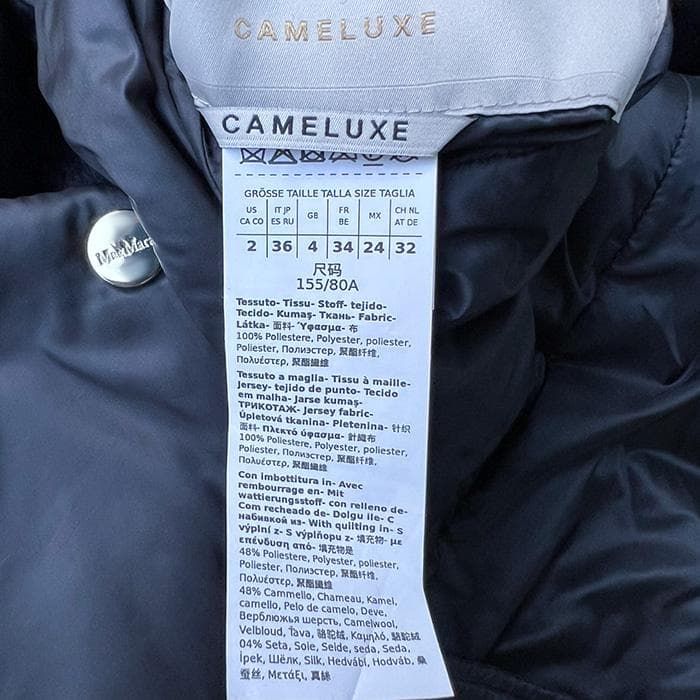 CAMELUXE
CAMELUXE
MaxMara
GRÖSSE TAILLE TALLA SIZE TAGLIA
US CA CO
IT JP ES RU
GB
FR BE
MX
CH NL AT DE
2 36 4 34 24 32
尺码
155/80A
Tessuto- Tissu- Stoff- tejido-
Tecido- Kumaş- Ткань- Fabric-
Látka- 面料- Ύφασμα- 布
100% Poliestere, Polyester, poliester,
Poliester, Полиэстер, 聚酯纤维,
Πολυέστερ, 聚酯纖維
Tessuto a maglia- Tissu à maille-
Jersey- tejido de punto- Tecido
em malha- Jarse kumaş-
ТРИКОТАЖ- Jersey fabric-
Úpletová tkanina- Pletenina- 针织
面料- Πλεκτό ύφασμα- 針織布
100% Poliestere, Polyester, poliester,
Poliester, Полиэстер, 聚酯纤维,
Πολυέστερ, 聚酯纖維
Con imbottitura in- Avec
rembourrage en- Mit
wattierungsstoff- con relleno de-
Com recheado de- Dolgu ile- С
набивкой из- With quilting in- S
výplní z- S výplňou z- 填充物- με
επένδυση από- 填充物是
48% Poliestere, Polyester, poliester,
Poliester, Полиэстер, 聚酯纤维,
Πολυέστερ, 聚酯纖維
48% Cammello, Chameau, Kamel,
camello, Pelo de camelo, Deve,
Верблюжья шерсть, Camelwool,
Velbloud, Ťava, 骆驼绒, Καμηλό, 駱駝絨
04% Seta, Soie, Seide, seda, Seda,
İpek, Шёлк, Silk, Hedvábí, Hodváb, 桑
蚕丝, Μετάξι, 真絲